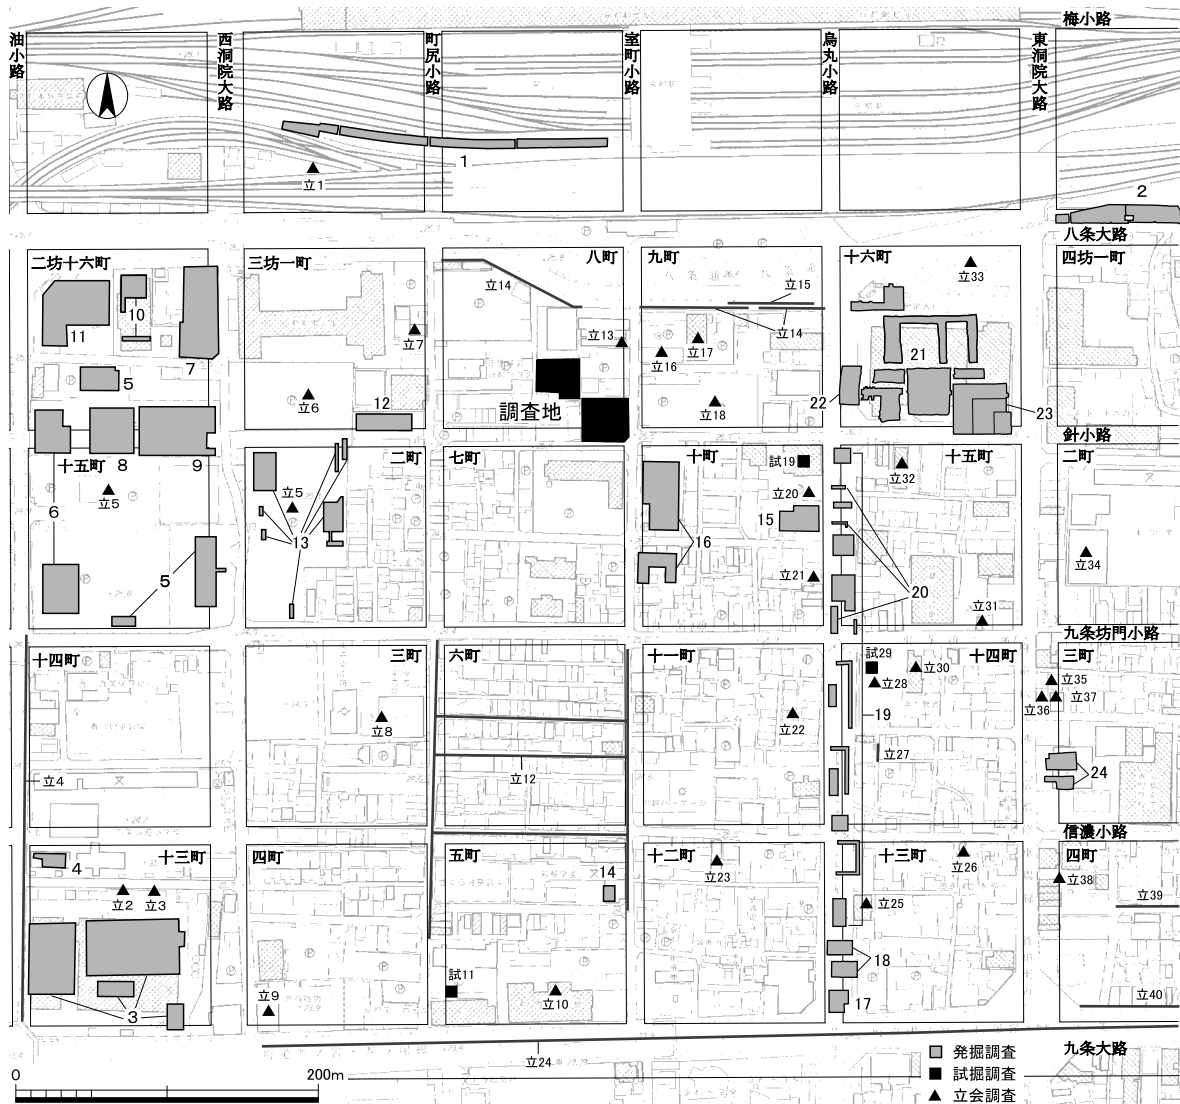 梅小路
油小路
西洞院大路
町尻小路
室町小路
烏丸小路
東洞院大路
1
立1
2
八条大路
二坊十六町
三坊一町
八町
九町
十六町
四坊一町
立33
立14
立15
立14
10
11
7
立7
立13
立17
立16
21
5
立6
12
調査地
立18
22
23
針小路
十五町
8
9
二町
七町
十町
試19
十五町
二町
立32
立5
立5
立20
6
13
15
16
立34
5
立21
20
立31
九条坊門小路
十四町
三町
六町
十一町
試29
立30
十四町
三町
立28
立35
立36
立37
立8
立22
19
立27
立4
立12
24
信濃小路
十三町
四町
五町
十二町
十三町
四町
4
14
立23
立26
立38
立2
立3
立25
立39
18
試11
立9
立10
立40
3
17
立24
九条大路
発掘調査
試掘調査
立会調査
0
200m